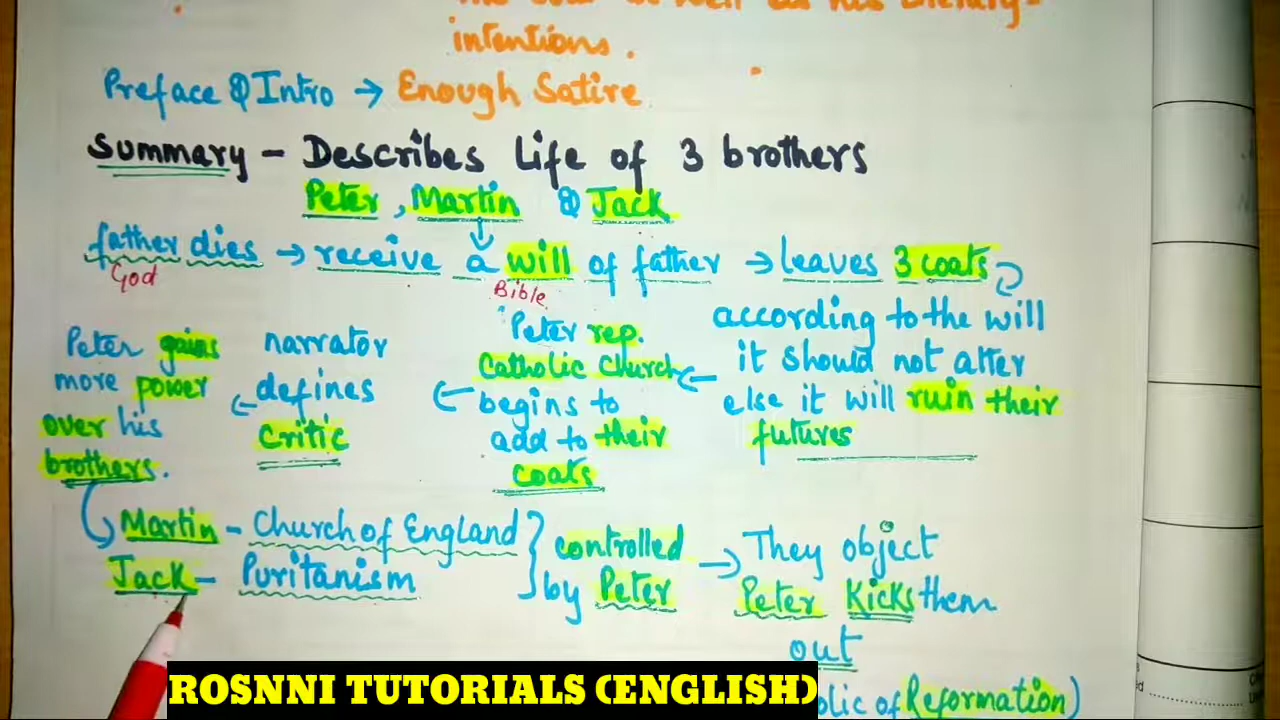 intentions.
Preface & Intro → Enough Satire
Summary - Describes life of 3 brothers
Peter, Martin & Jack
father dies → receive a will of father → leaves 3 coats
God
Bible
according to the will
it should not alter
else it will ruin their
futures
Peter rep.
Catholic Church
begins to
add to their
coats
narrator
defines
critic
Peter gains
more power
over his
brothers.
Martin - Church of England
Jack - Puritanism
controlled
by Peter
→ They object
Peter Kicks them
out
of Reformation)
ROSNNI TUTORIALS (ENGLISH)